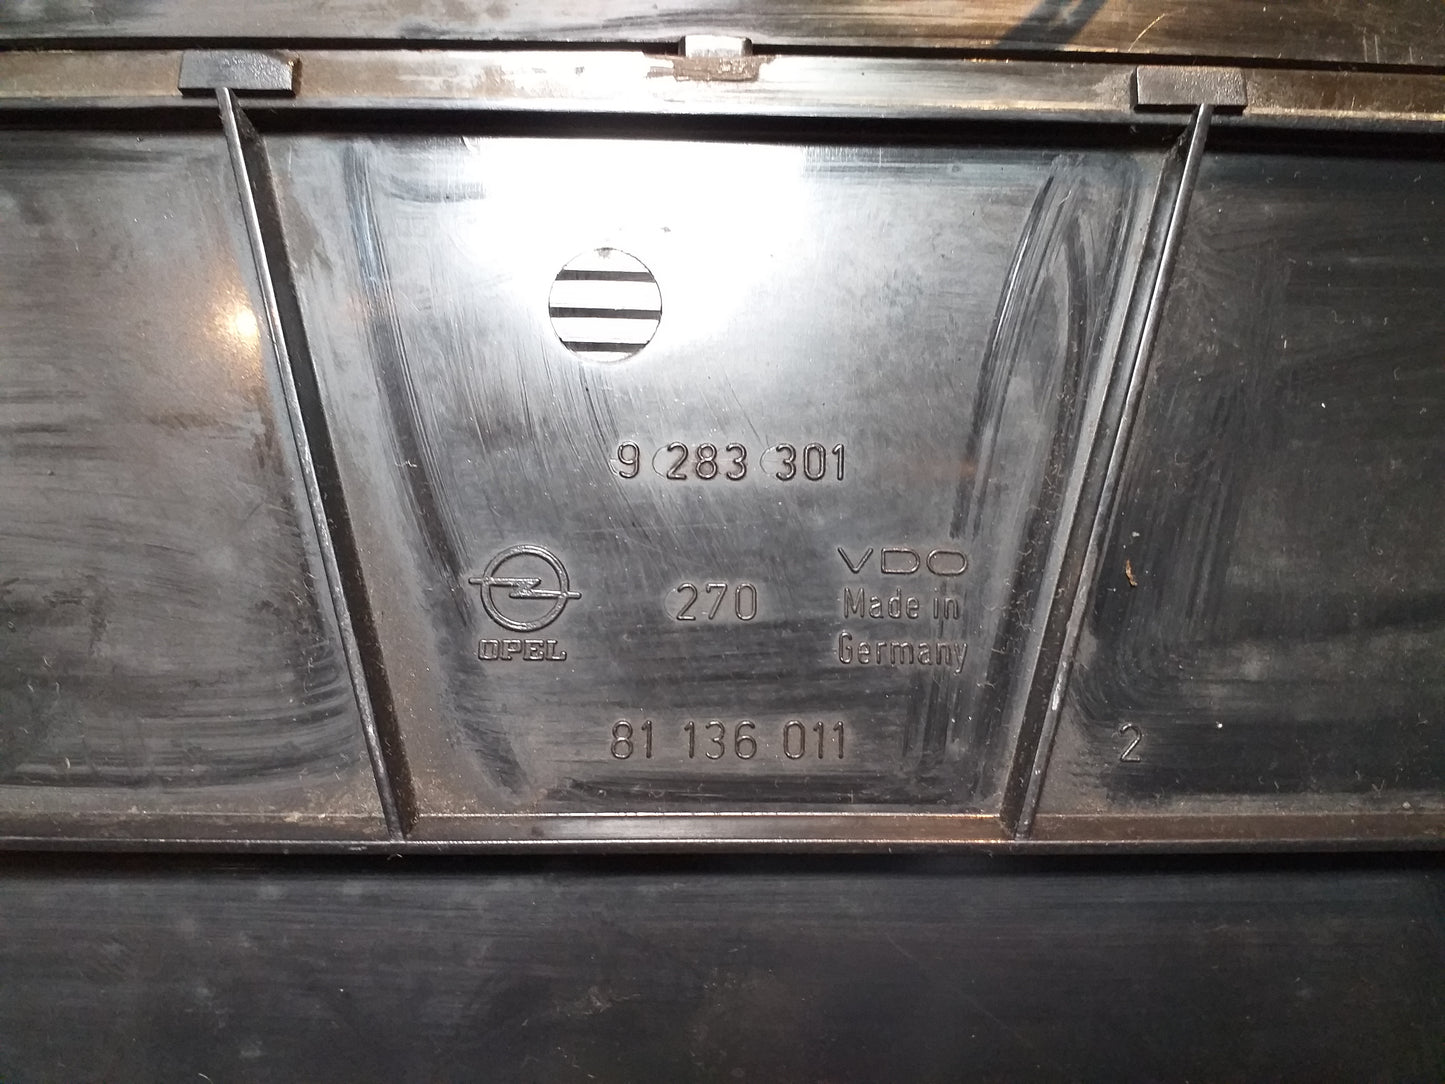 9 283 301
VDO
270
Made in
Germany
OPEL
81 136 011
2